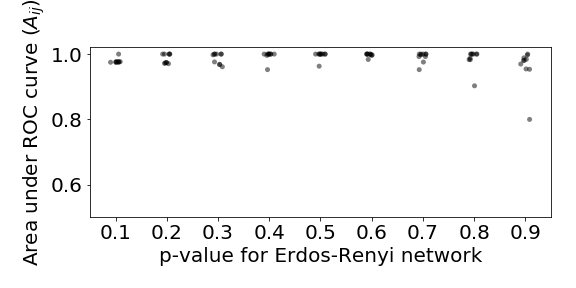 Area under ROC curve (A_ij)
1.0
0.8
0.6
0.1 0.2 0.3 0.4 0.5 0.6 0.7 0.8 0.9
p-value for Erdos-Renyi network